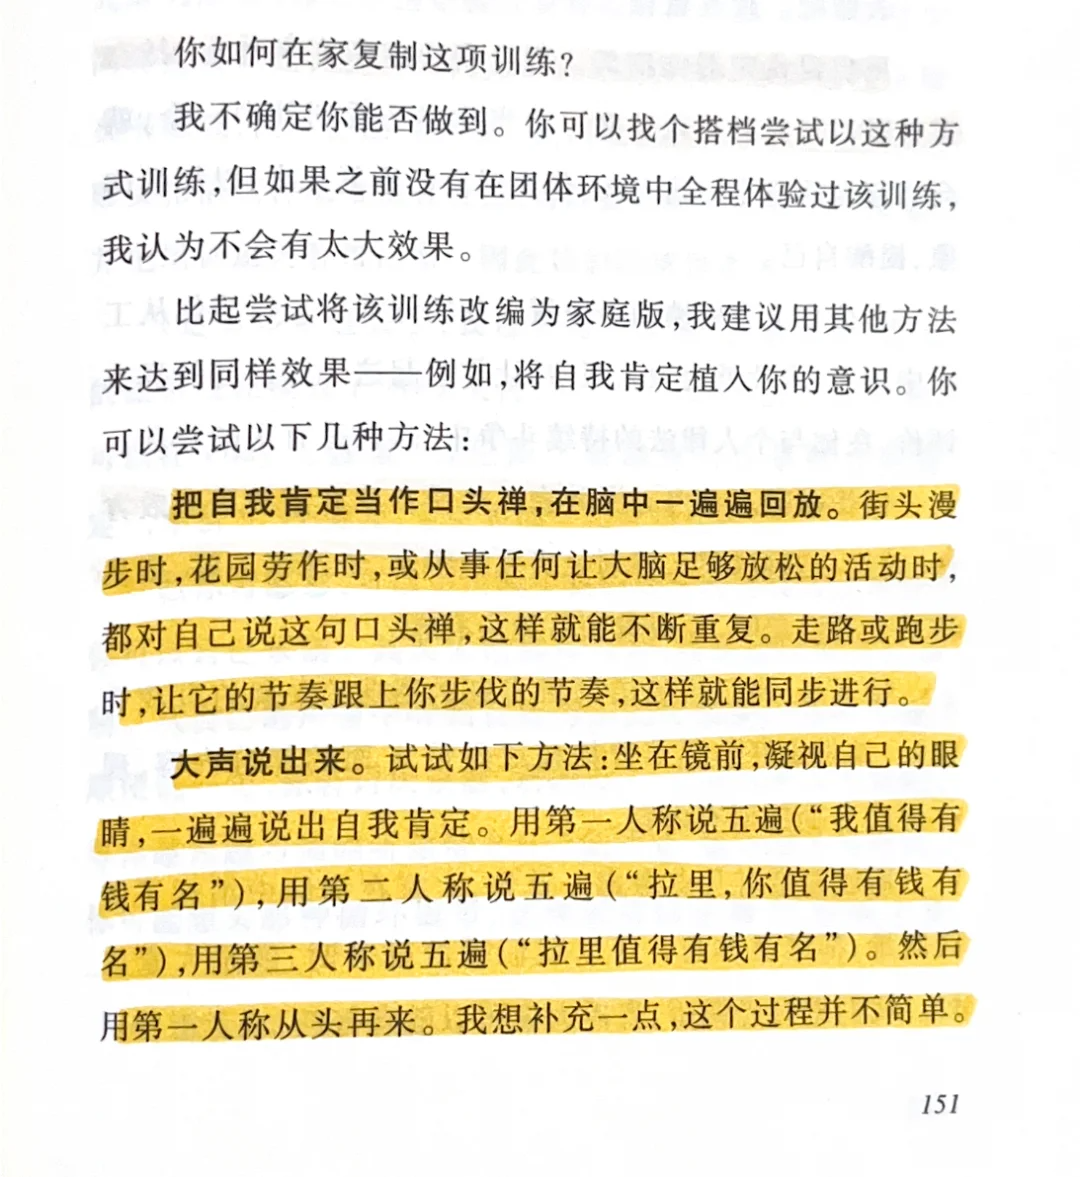 你如何在家复制这项训练？
我不确定你能否做到。你可以找个搭档尝试以这种方
式训练，但如果之前没有在团体环境中全程体验过该训练，
我认为不会有太大效果。
比起尝试将该训练改编为家庭版，我建议用其他方法
来达到同样效果——例如，将自我肯定植入你的意识。你
可以尝试以下几种方法：
把自我肯定当作口头禅，在脑中一遍遍回放。街头漫
步时，花园劳作时，或从事任何让大脑足够放松的活动时，
都对自己说这句口头禅，这样就能不断重复。走路或跑步
时，让它的节奏跟上你步伐的节奏，这样就能同步进行。
大声说出来。试试如下方法：坐在镜前，凝视自己的眼
睛，一遍遍说出自我肯定。用第一人称说五遍（“我值得有
钱有名”），用第二人称说五遍（“拉里，你值得有钱有
名”），用第三人称说五遍（“拉里值得有钱有名”）。然后
用第一人称从头再来。我想补充一点，这个过程并不简单。
151